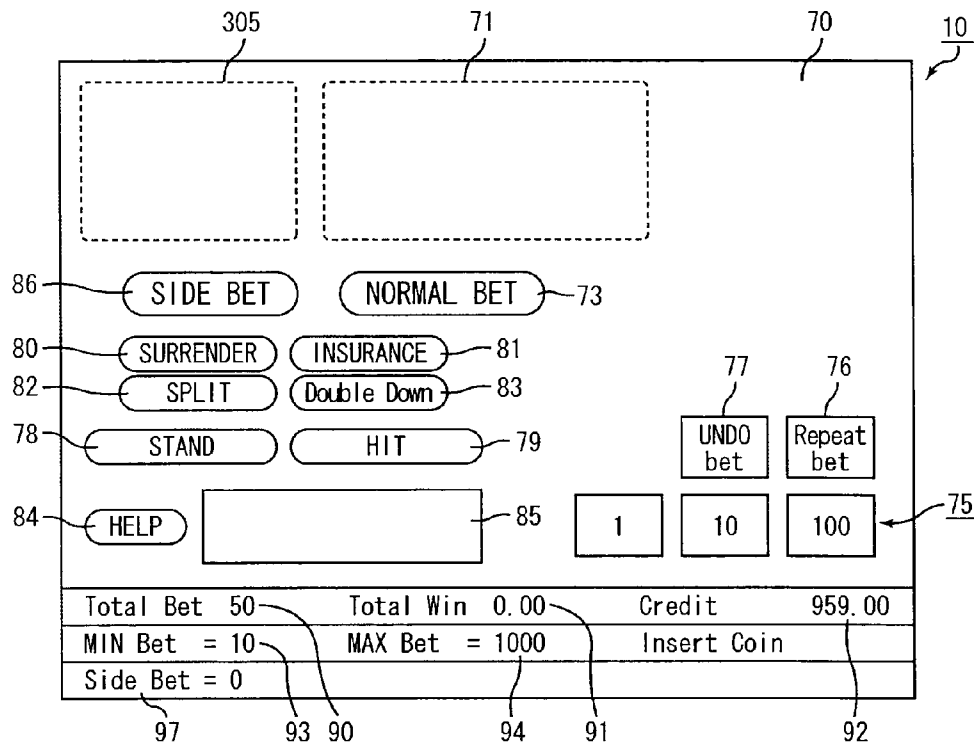 305 71 70 10
86 SIDE BET NORMAL BET 73
80 SURRENDER INSURANCE 81
82 SPLIT Double Down 83 77 76
78 STAND HIT 79 UNDO bet Repeat bet
84 HELP 85 1 10 100 75
Total Bet 50 Total Win 0.00 Credit 959.00
MIN Bet = 10 MAX Bet = 1000 Insert Coin
Side Bet = 0
97 93 90 94 91 92